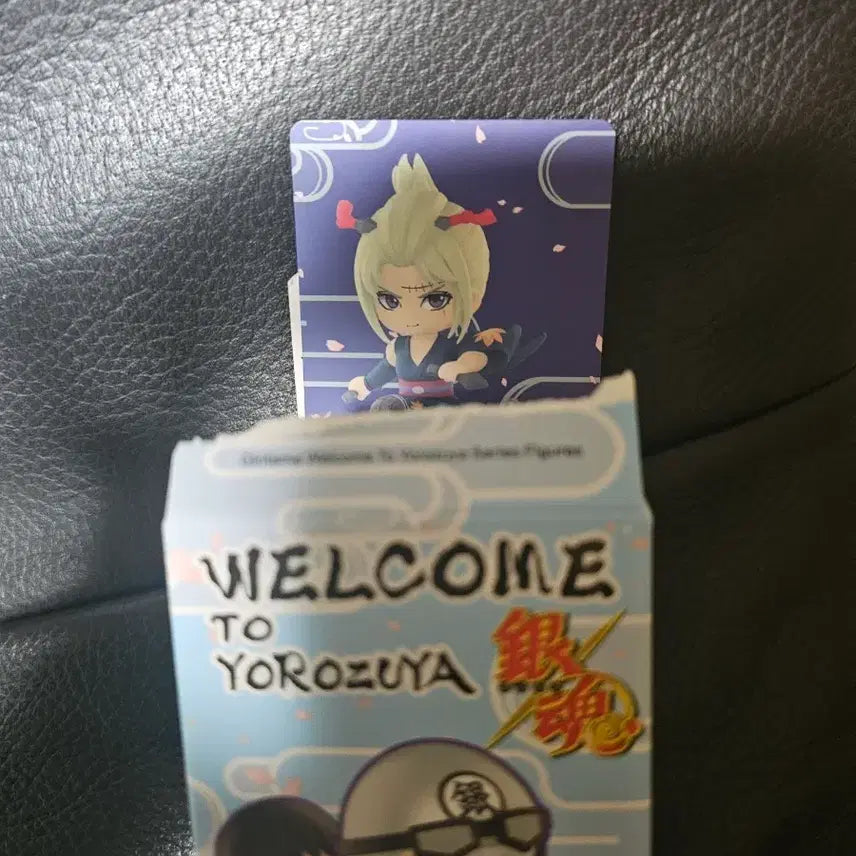 Gintama Welcome To Yorozuya Series Figures
WELCOME
TO
YOROZUYA
銀魂